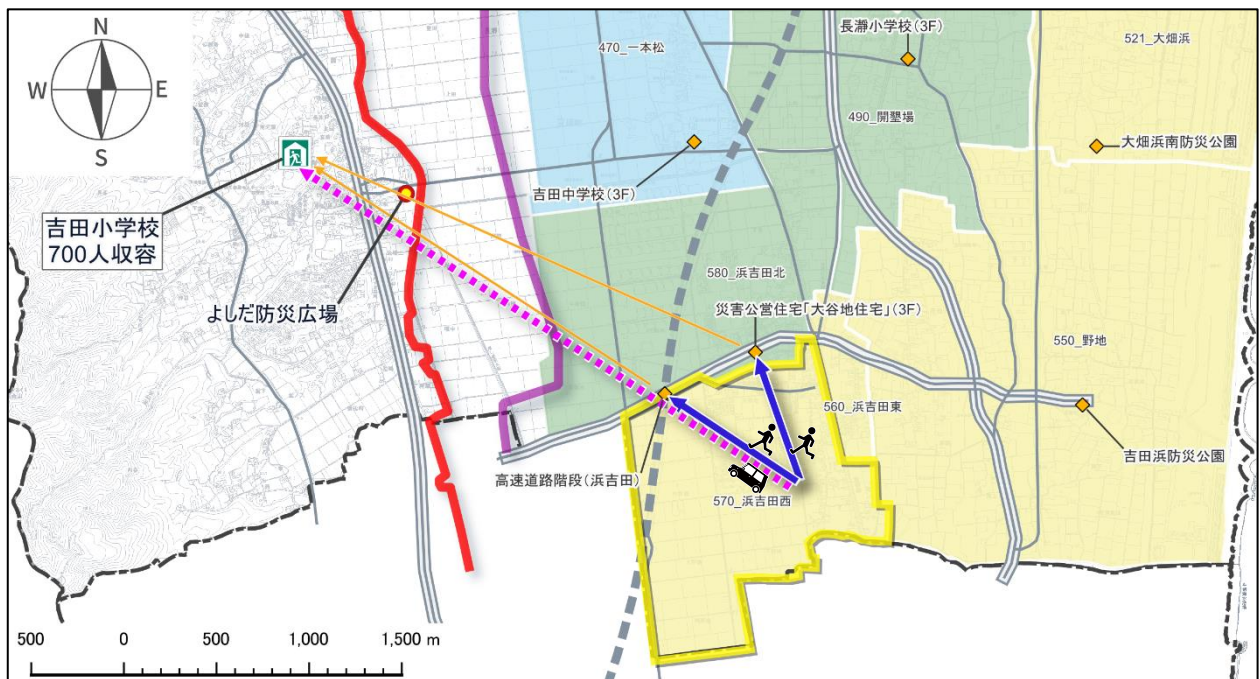 N
W
E
S
470_一本松
長瀞小学校(3F)
521_大畑浜
490_開墾場
大畑浜南防災公園
吉田中学校(3F)
吉田小学校
700人収容
よしだ防災広場
580_浜吉田北
災害公営住宅「大谷地住宅」(3F)
550_野地
560_浜吉田東
高速道路階段(浜吉田)
570_浜吉田西
吉田浜防災公園
500
0
500
1,000
1,500 m